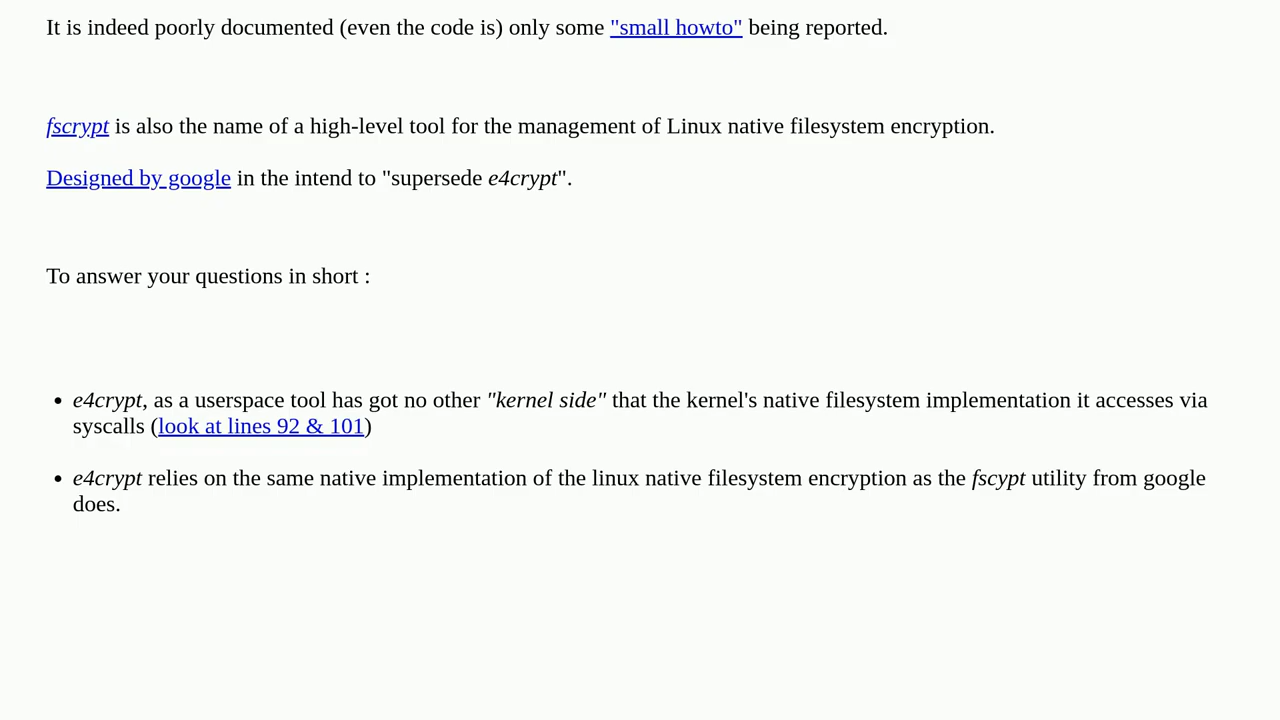 It is indeed poorly documented (even the code is) only some "small howto" being reported.
fscrypt is also the name of a high-level tool for the management of Linux native filesystem encryption.
Designed by google in the intend to "supersede e4crypt".
To answer your questions in short :
• e4crypt, as a userspace tool has got no other "kernel side" that the kernel's native filesystem implementation it accesses via
syscalls (look at lines 92 & 101)
• e4crypt relies on the same native implementation of the linux native filesystem encryption as the fscypt utility from google
does.